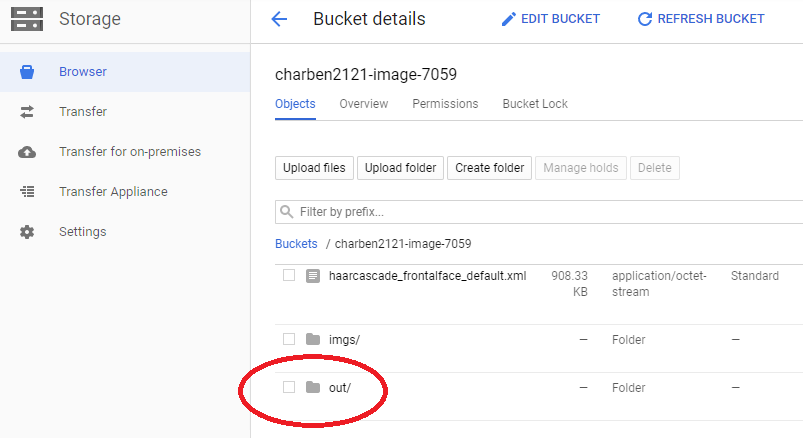 Storage
Bucket details
EDIT BUCKET
REFRESH BUCKET
Browser
Transfer
Transfer for on-premises
Transfer Appliance
Settings
charben2121-image-7059
Objects Overview Permissions Bucket Lock
Upload files Upload folder Create folder Manage holds Delete
Filter by prefix...
Buckets / charben2121-image-7059
haarcascade_frontalface_default.xml 908.33 application/octet- Standard
KB stream
imgs/ — Folder —
out/ — Folder —